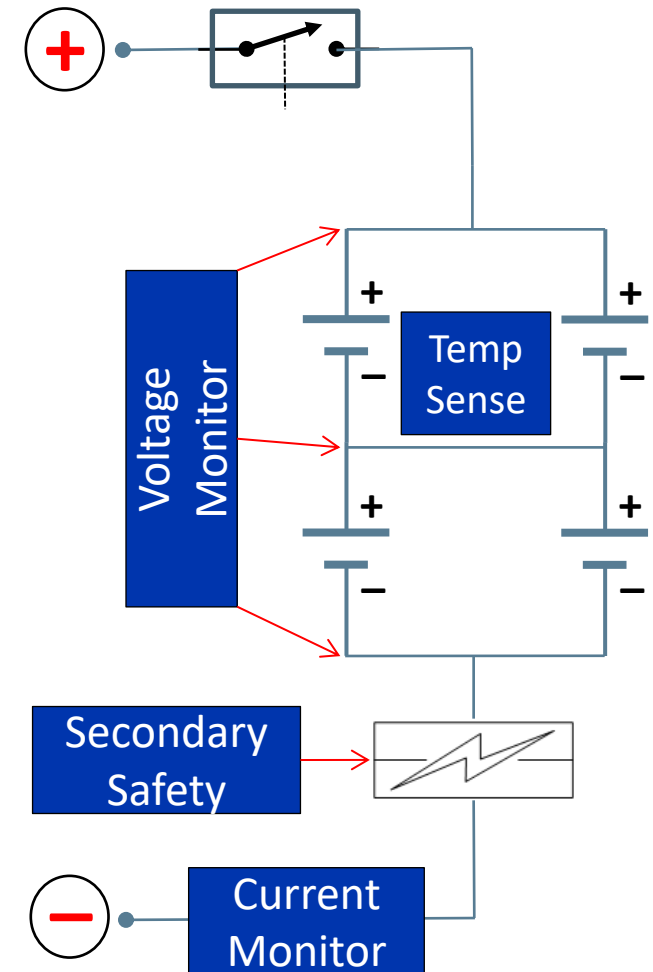 +
+
+
Voltage
Monitor
Temp
Sense
−
−
+
+
−
−
Secondary
Safety
−
Current
Monitor